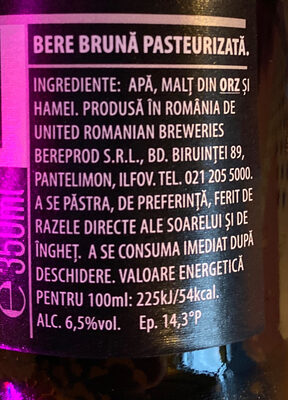 BERE BRUNĂ PASTEURIZATĂ.
INGREDIENTE: APĂ, MALȚ DIN ORZ ȘI
HAMEI. PRODUSĂ ÎN ROMÂNIA DE
UNITED ROMANIAN BREWERIES
BEREPROD S.R.L., BD. BIRUINȚEI 89,
PANTELIMON, ILFOV. TEL. 021 205 5000.
A SE PĂSTRA, DE PREFERINȚĂ, FERIT DE
RAZELE DIRECTE ALE SOARELUI ȘI DE
ÎNGHEȚ. A SE CONSUMA IMEDIAT DUPĂ
DESCHIDERE. VALOARE ENERGETICĂ
PENTRU 100ml: 225kJ/54kcal.
ALC. 6,5%vol. Ep. 14,3°P
℮ 350ml